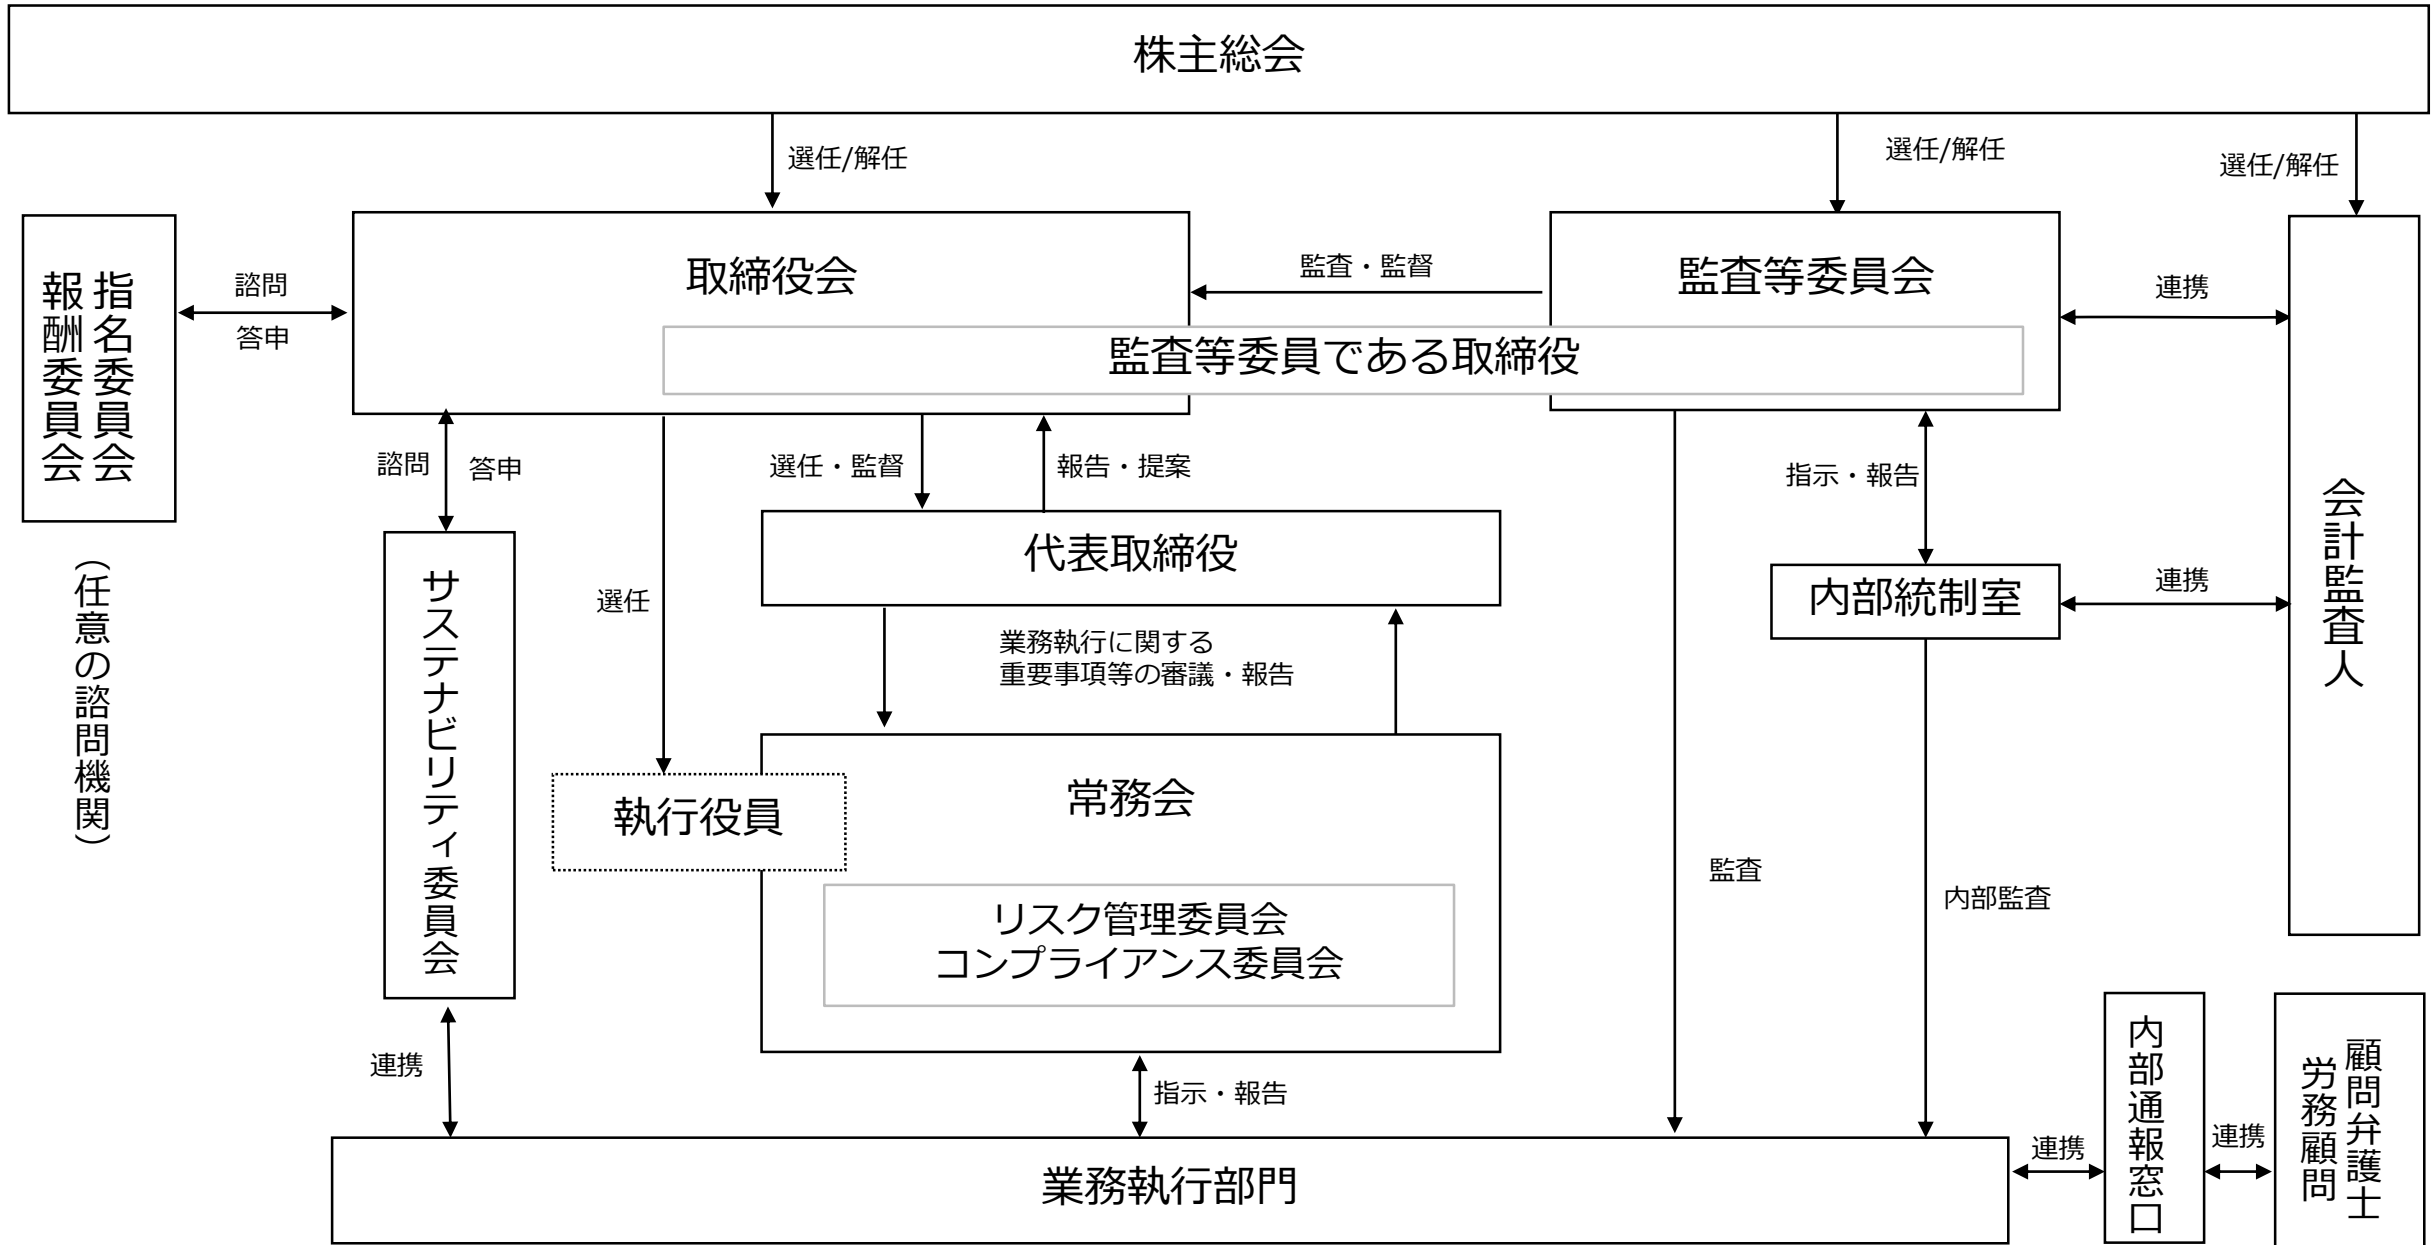 株主総会
選任/解任
選任/解任
選任/解任
指名委員会
報酬委員会
（任意の諮問機関）
諮問
答申
取締役会
監査・監督
監査等委員会
監査等委員である取締役
連携
会計監査人
諮問
答申
選任・監督
報告・提案
指示・報告
代表取締役
内部統制室
連携
サステナビリティ委員会
選任
業務執行に関する
重要事項等の審議・報告
執行役員
常務会
リスク管理委員会
コンプライアンス委員会
監査
内部監査
連携
指示・報告
業務執行部門
連携
内部通報窓口
連携
顧問弁護士
労務顧問